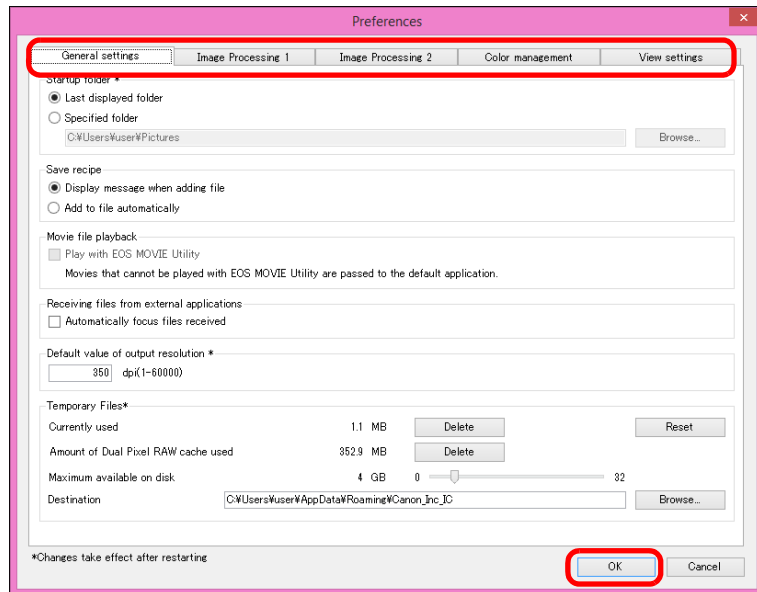 Preferences
General settings Image Processing 1 Image Processing 2 Color management View settings
Startup folder *
Last displayed folder
Specified folder
C:¥Users¥user¥Pictures Browse...
Save recipe
Display message when adding file
Add to file automatically
Movie file playback
Play with EOS MOVIE Utility
Movies that cannot be played with EOS MOVIE Utility are passed to the default application.
Receiving files from external applications
Automatically focus files received
Default value of output resolution *
350 dpi(1-60000)
Temporary Files*
Currently used 1.1 MB Delete Reset
Amount of Dual Pixel RAW cache used 352.9 MB Delete
Maximum available on disk 4 GB 0 32
Destination C:¥Users¥user¥AppData¥Roaming¥Canon_Inc_IC Browse...
*Changes take effect after restarting
OK Cancel